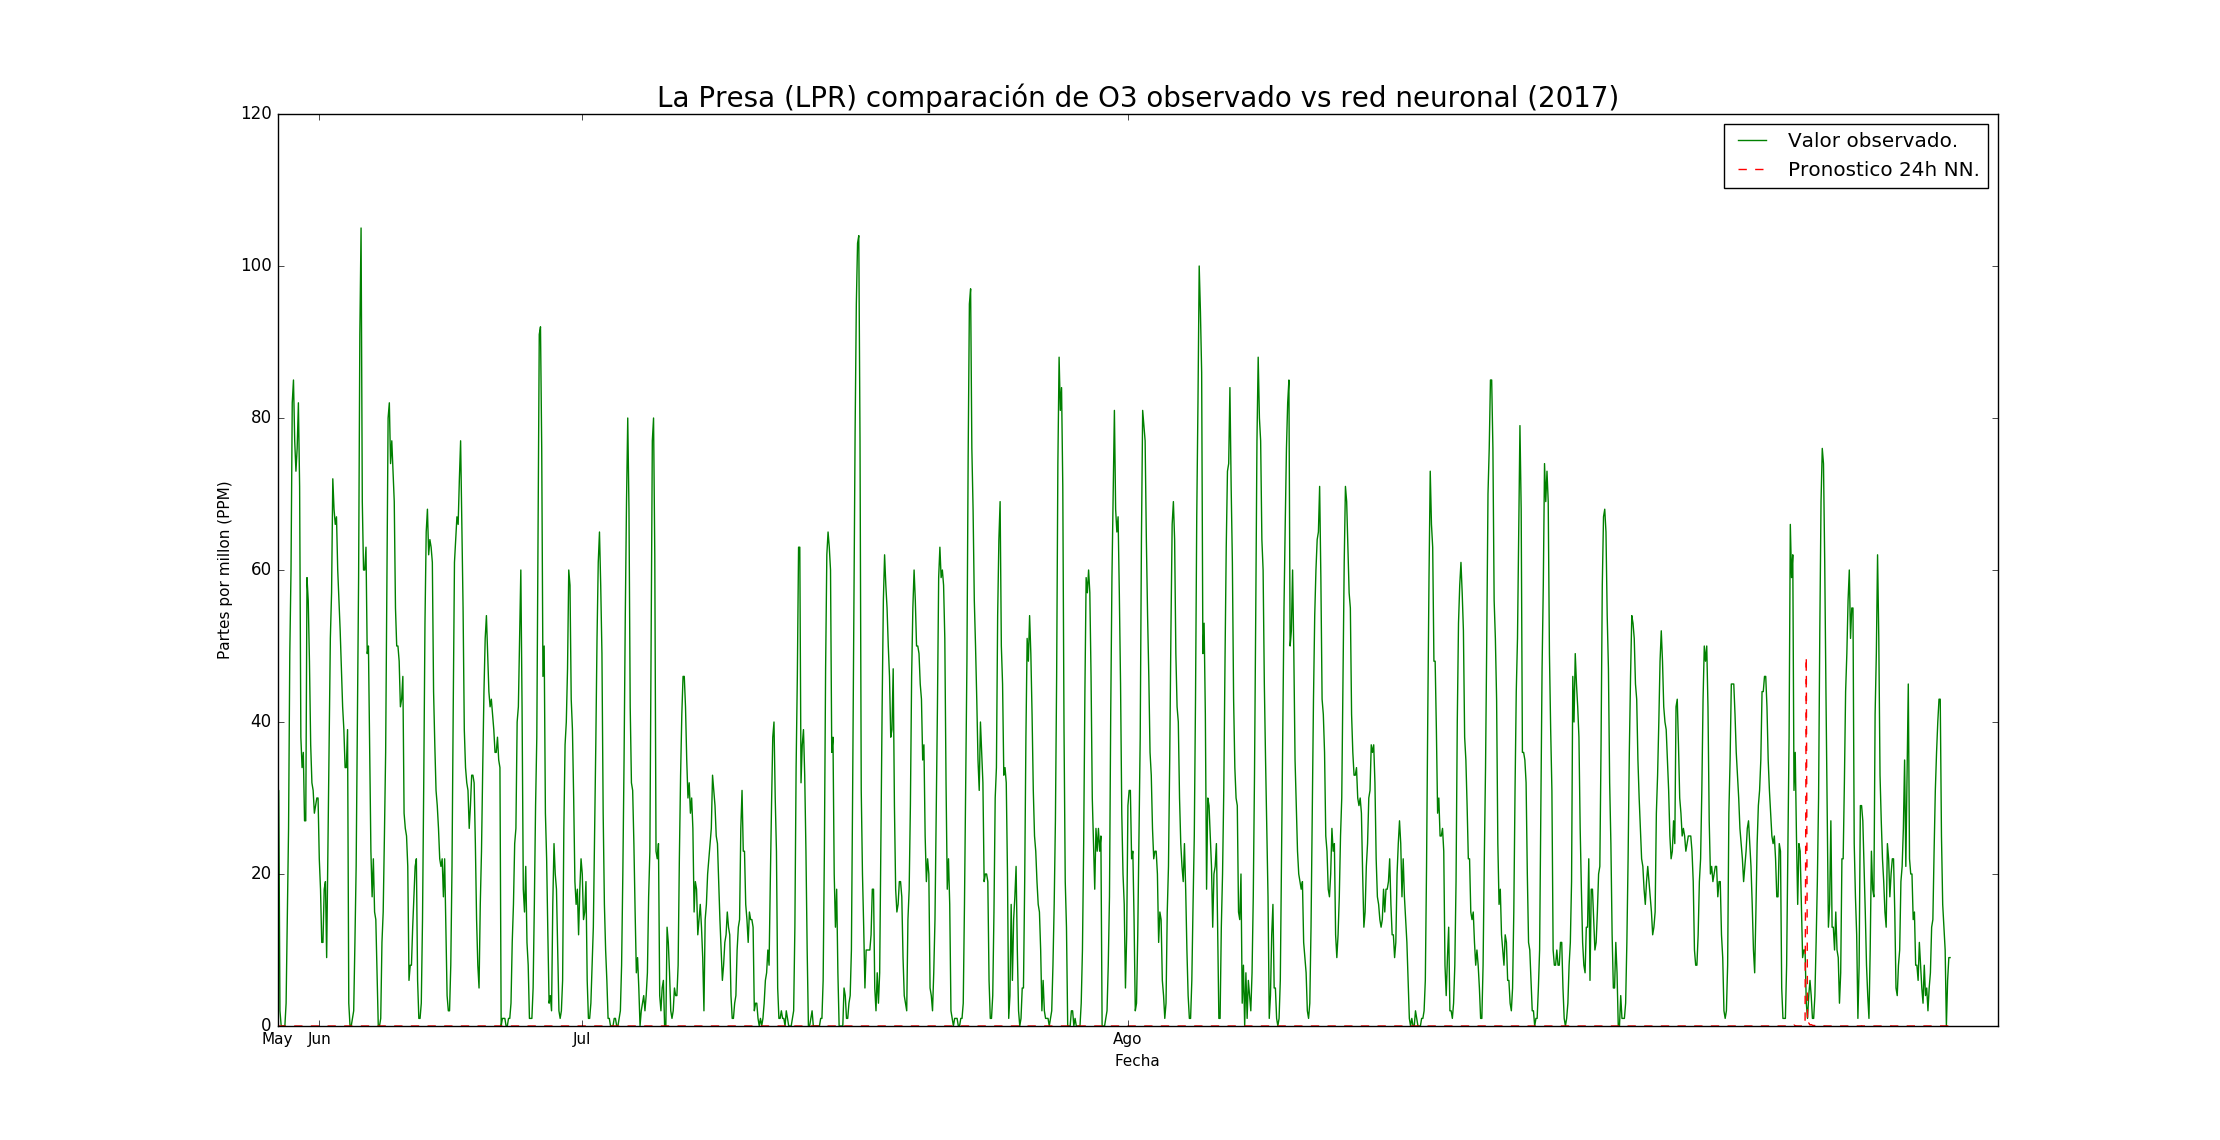 La Presa (LPR) comparación de O3 observado vs red neuronal (2017)
120
100
80
60
40
20
0
Partes por millon (PPM)
Valor observado.
Pronostico 24h NN.
May Jun Jul Ago
Fecha